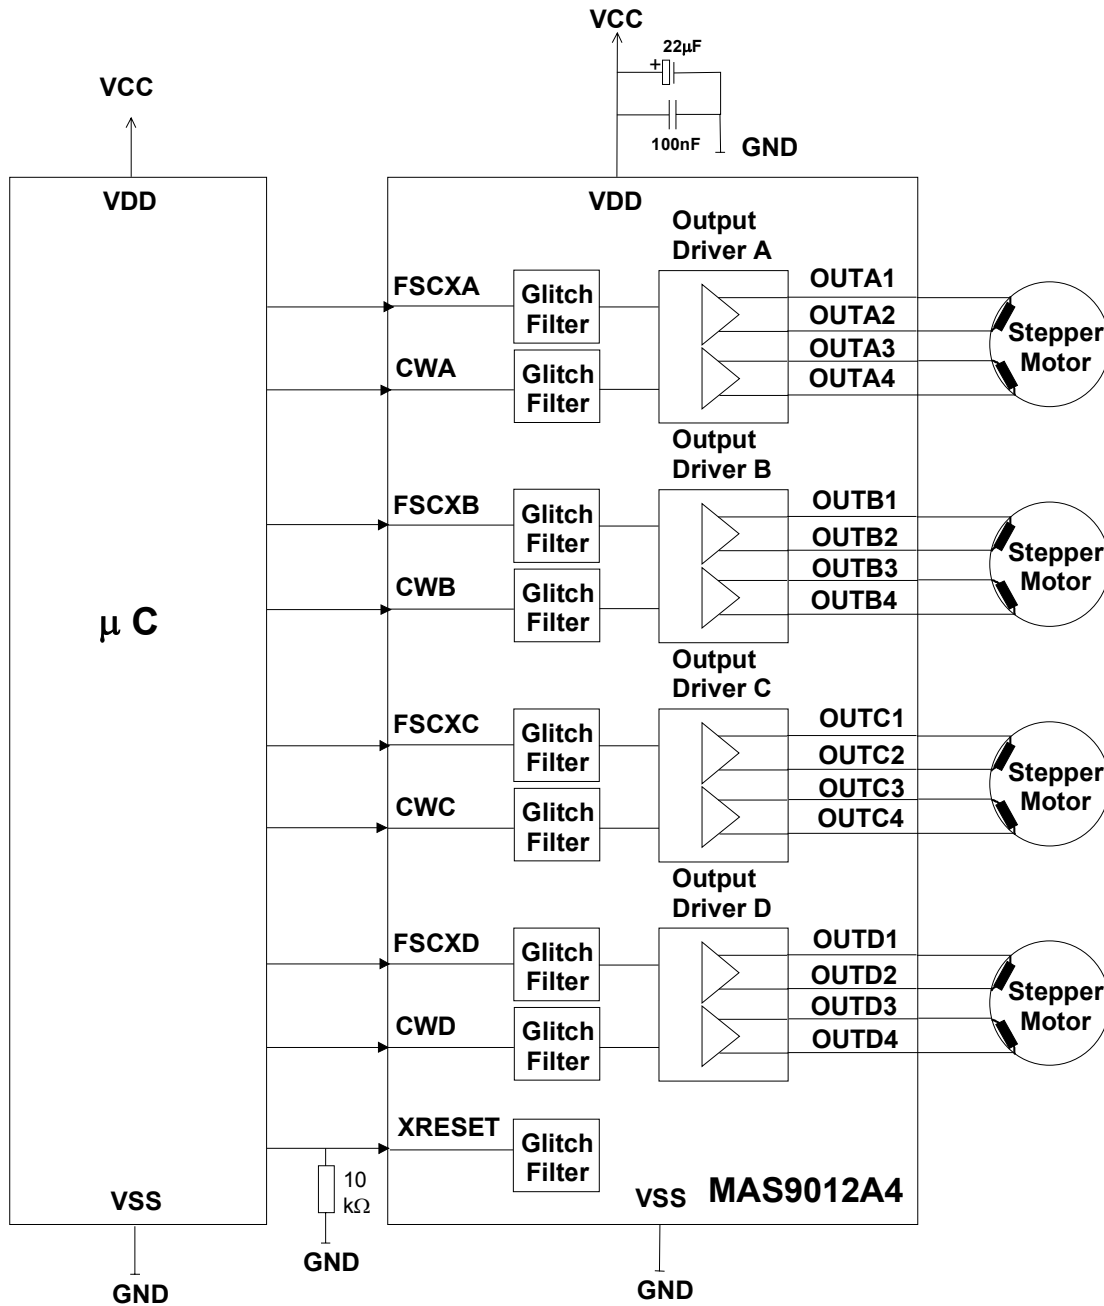 VCC
22µF
+
VCC
100nF
GND
VDD
VDD
Output
Driver A
FSCXA
Glitch
Filter
OUTA1
OUTA2
Stepper
Motor
CWA
Glitch
Filter
OUTA3
OUTA4
Output
Driver B
FSCXB
Glitch
Filter
OUTB1
OUTB2
Stepper
Motor
CWB
Glitch
Filter
OUTB3
OUTB4
µ C
Output
Driver C
FSCXC
Glitch
Filter
OUTC1
OUTC2
Stepper
Motor
CWC
Glitch
Filter
OUTC3
OUTC4
Output
Driver D
FSCXD
Glitch
Filter
OUTD1
OUTD2
Stepper
Motor
CWD
Glitch
Filter
OUTD3
OUTD4
XRESET
Glitch
Filter
10
kΩ
VSS
VSS
MAS9012A4
GND
GND
GND